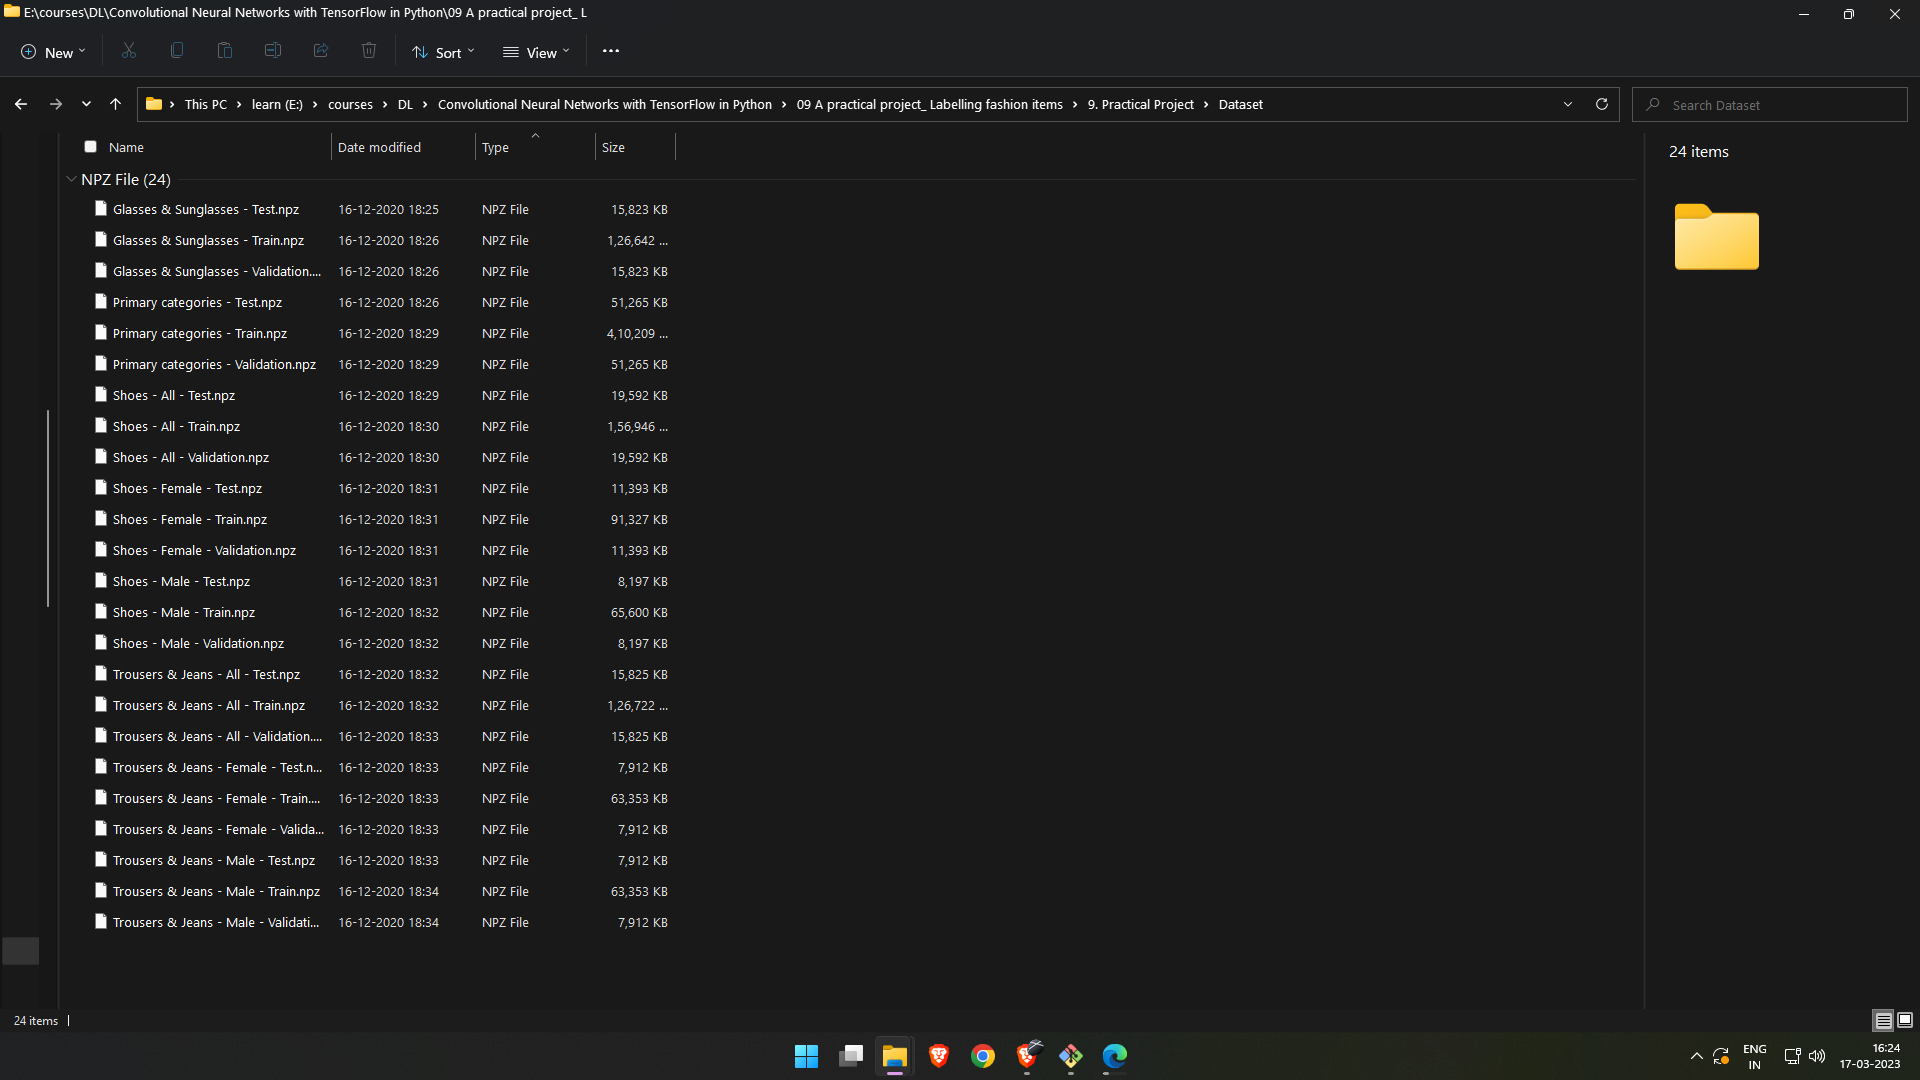 E:\courses\DL\Convolutional Neural Networks with TensorFlow in Python\09 A practical project_ L
New Sort View
This PC learn (E:) courses DL Convolutional Neural Networks with TensorFlow in Python 09 A practical project_ Labelling fashion items 9. Practical Project Dataset Search Dataset
Name Date modified Type Size
24 items
NPZ File (24)
Glasses & Sunglasses - Test.npz 16-12-2020 18:25 NPZ File 15,823 KB
Glasses & Sunglasses - Train.npz 16-12-2020 18:26 NPZ File 1,26,642 ...
Glasses & Sunglasses - Validation.... 16-12-2020 18:26 NPZ File 15,823 KB
Primary categories - Test.npz 16-12-2020 18:26 NPZ File 51,265 KB
Primary categories - Train.npz 16-12-2020 18:29 NPZ File 4,10,209 ...
Primary categories - Validation.npz 16-12-2020 18:29 NPZ File 51,265 KB
Shoes - All - Test.npz 16-12-2020 18:29 NPZ File 19,592 KB
Shoes - All - Train.npz 16-12-2020 18:30 NPZ File 1,56,946 ...
Shoes - All - Validation.npz 16-12-2020 18:30 NPZ File 19,592 KB
Shoes - Female - Test.npz 16-12-2020 18:31 NPZ File 11,393 KB
Shoes - Female - Train.npz 16-12-2020 18:31 NPZ File 91,327 KB
Shoes - Female - Validation.npz 16-12-2020 18:31 NPZ File 11,393 KB
Shoes - Male - Test.npz 16-12-2020 18:31 NPZ File 8,197 KB
Shoes - Male - Train.npz 16-12-2020 18:32 NPZ File 65,600 KB
Shoes - Male - Validation.npz 16-12-2020 18:32 NPZ File 8,197 KB
Trousers & Jeans - All - Test.npz 16-12-2020 18:32 NPZ File 15,825 KB
Trousers & Jeans - All - Train.npz 16-12-2020 18:32 NPZ File 1,26,722 ...
Trousers & Jeans - All - Validation.... 16-12-2020 18:33 NPZ File 15,825 KB
Trousers & Jeans - Female - Test.n... 16-12-2020 18:33 NPZ File 7,912 KB
Trousers & Jeans - Female - Train.... 16-12-2020 18:33 NPZ File 63,353 KB
Trousers & Jeans - Female - Valida... 16-12-2020 18:33 NPZ File 7,912 KB
Trousers & Jeans - Male - Test.npz 16-12-2020 18:33 NPZ File 7,912 KB
Trousers & Jeans - Male - Train.npz 16-12-2020 18:34 NPZ File 63,353 KB
Trousers & Jeans - Male - Validati... 16-12-2020 18:34 NPZ File 7,912 KB
24 items
ENG 16:24
IN 17-03-2023